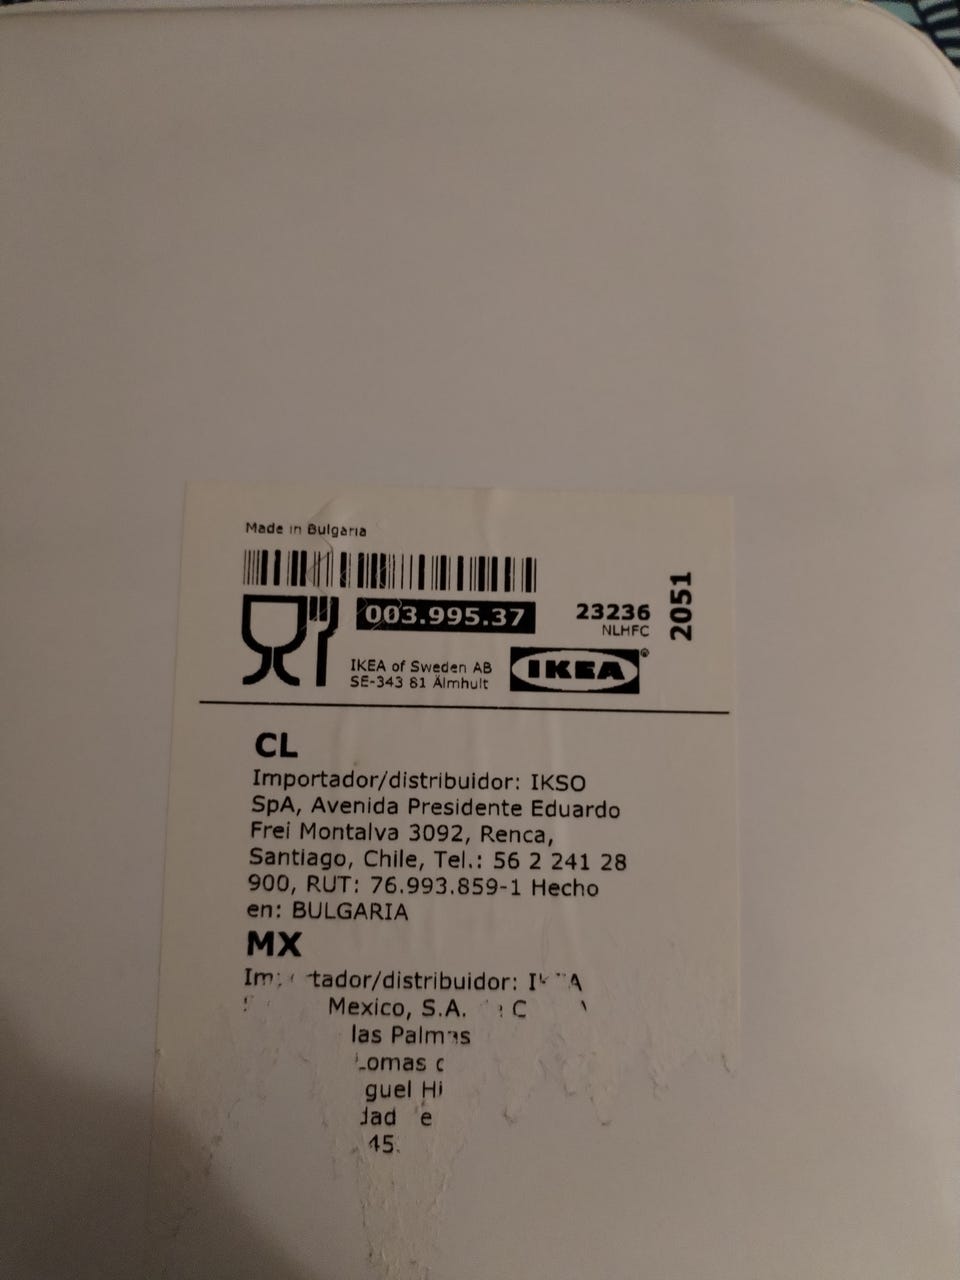 Made in Bulgaria
003.995.37
23236
NLHFC
2051
IKEA of Sweden AB
SE-343 81 Älmhult
IKEA®
CL
Importador/distribuidor: IKSO
SpA, Avenida Presidente Eduardo
Frei Montalva 3092, Renca,
Santiago, Chile, Tel.: 56 2 241 28
900, RUT: 76.993.859-1 Hecho
en: BULGARIA
MX
Mexico, S.A.
las Palmas